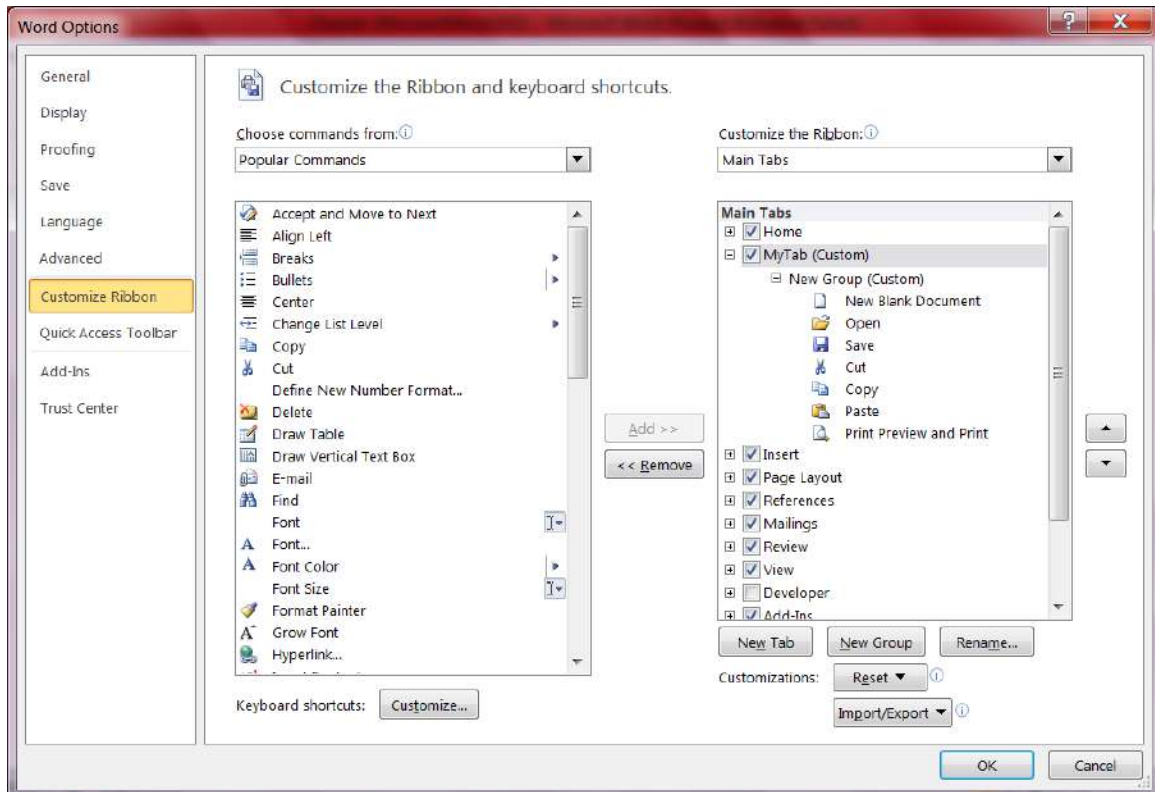 Word Options
General
Display
Proofing
Save
Language
Advanced
Customize Ribbon
Quick Access Toolbar
Add-Ins
Trust Center
Customize the Ribbon and keyboard shortcuts.
Choose commands from:
Popular Commands
Accept and Move to Next
Align Left
Breaks
Bullets
Center
Change List Level
Copy
Cut
Define New Number Format...
Delete
Draw Table
Draw Vertical Text Box
E-mail
Find
Font
Font...
Font Color
Font Size
Format Painter
Grow Font
Hyperlink...
Keyboard shortcuts: Customize...
Add >>
<< Remove
Customize the Ribbon:
Main Tabs
Main Tabs
Home
MyTab (Custom)
New Group (Custom)
New Blank Document
Open
Save
Cut
Copy
Paste
Print Preview and Print
Insert
Page Layout
References
Mailings
Review
View
Developer
Add-Ins
New Tab New Group Rename...
Customizations: Reset
Import/Export
OK Cancel